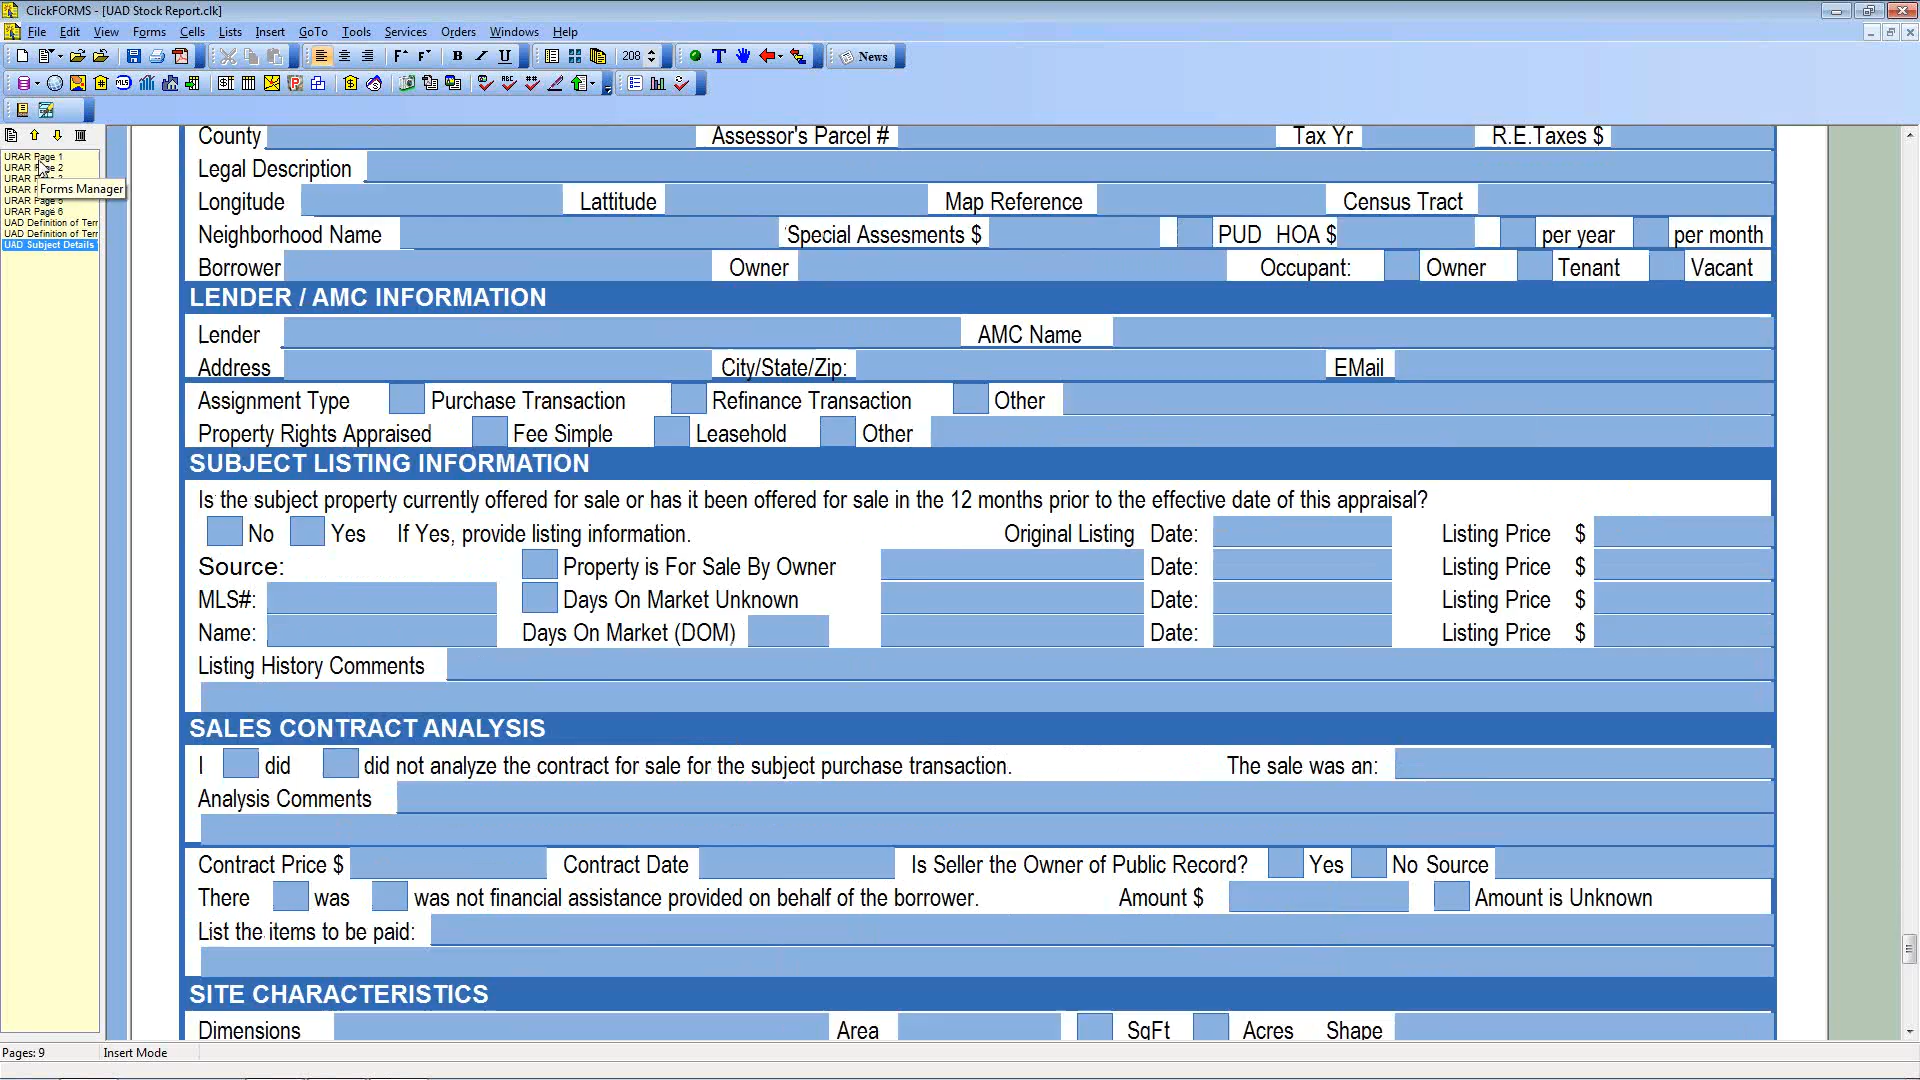 ClickFORMS - [UAD Stock Report.clk]
File Edit View Forms Cells Lists Insert GoTo Tools Services Orders Windows Help
B I U 208 T News
URAR Page 1
URAR Page 2
Forms Manager
URAR Page 5
URAR Page 6
UAD Definition of Terr
UAD Definition of Terr
UAD Subject Details
County Assessor's Parcel # Tax Yr R.E.Taxes $
Legal Description
Longitude Lattitude Map Reference Census Tract
Neighborhood Name Special Assesments $ PUD HOA $ per year per month
Borrower Owner Occupant: Owner Tenant Vacant
LENDER / AMC INFORMATION
Lender AMC Name
Address City/State/Zip: EMail
Assignment Type Purchase Transaction Refinance Transaction Other
Property Rights Appraised Fee Simple Leasehold Other
SUBJECT LISTING INFORMATION
Is the subject property currently offered for sale or has it been offered for sale in the 12 months prior to the effective date of this appraisal?
No Yes If Yes, provide listing information. Original Listing Date: Listing Price $
Source: Property is For Sale By Owner Date: Listing Price $
MLS#: Days On Market Unknown Date: Listing Price $
Name: Days On Market (DOM) Date: Listing Price $
Listing History Comments
SALES CONTRACT ANALYSIS
I did did not analyze the contract for sale for the subject purchase transaction. The sale was an:
Analysis Comments
Contract Price $ Contract Date Is Seller the Owner of Public Record? Yes No Source
There was was not financial assistance provided on behalf of the borrower. Amount $ Amount is Unknown
List the items to be paid:
SITE CHARACTERISTICS
Dimensions Area SqFt Acres Shape
Pages: 9 Insert Mode